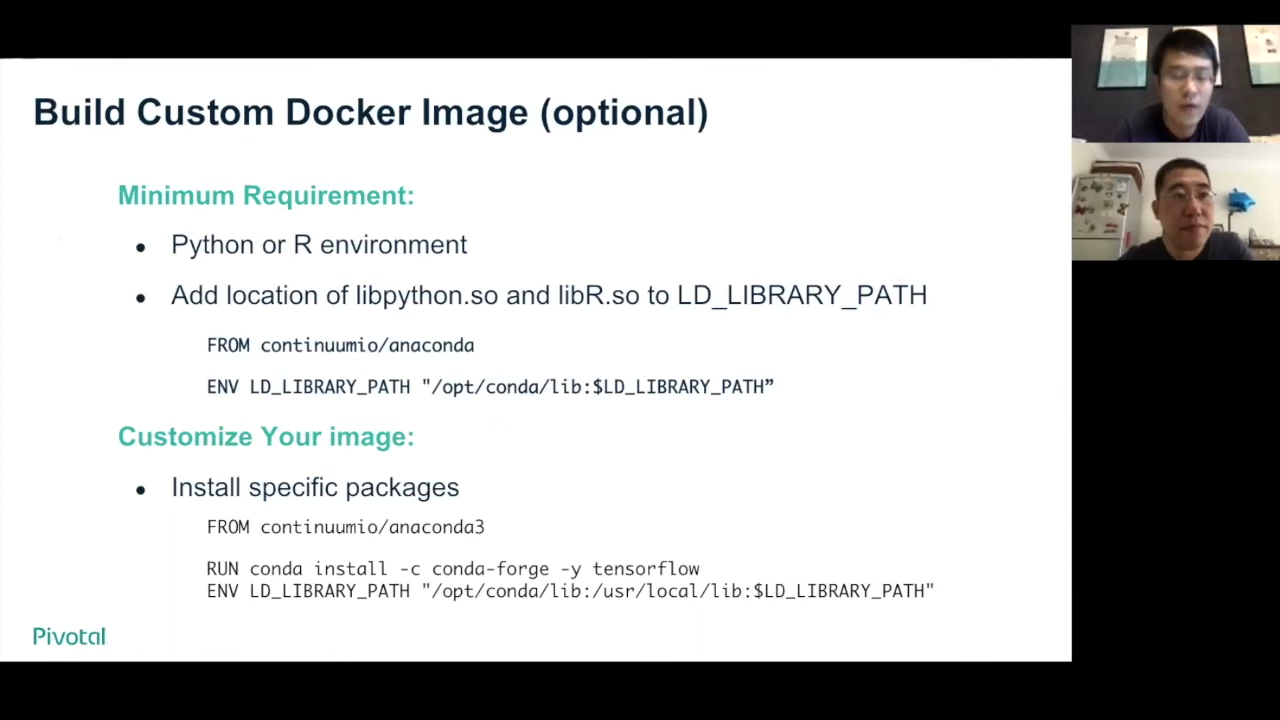 Build Custom Docker Image (optional)
Minimum Requirement:
● Python or R environment
● Add location of libpython.so and libR.so to LD_LIBRARY_PATH
FROM continuumio/anaconda
ENV LD_LIBRARY_PATH "/opt/conda/lib:$LD_LIBRARY_PATH”
Customize Your image:
● Install specific packages
FROM continuumio/anaconda3
RUN conda install -c conda-forge -y tensorflow
ENV LD_LIBRARY_PATH "/opt/conda/lib:/usr/local/lib:$LD_LIBRARY_PATH"
Pivotal